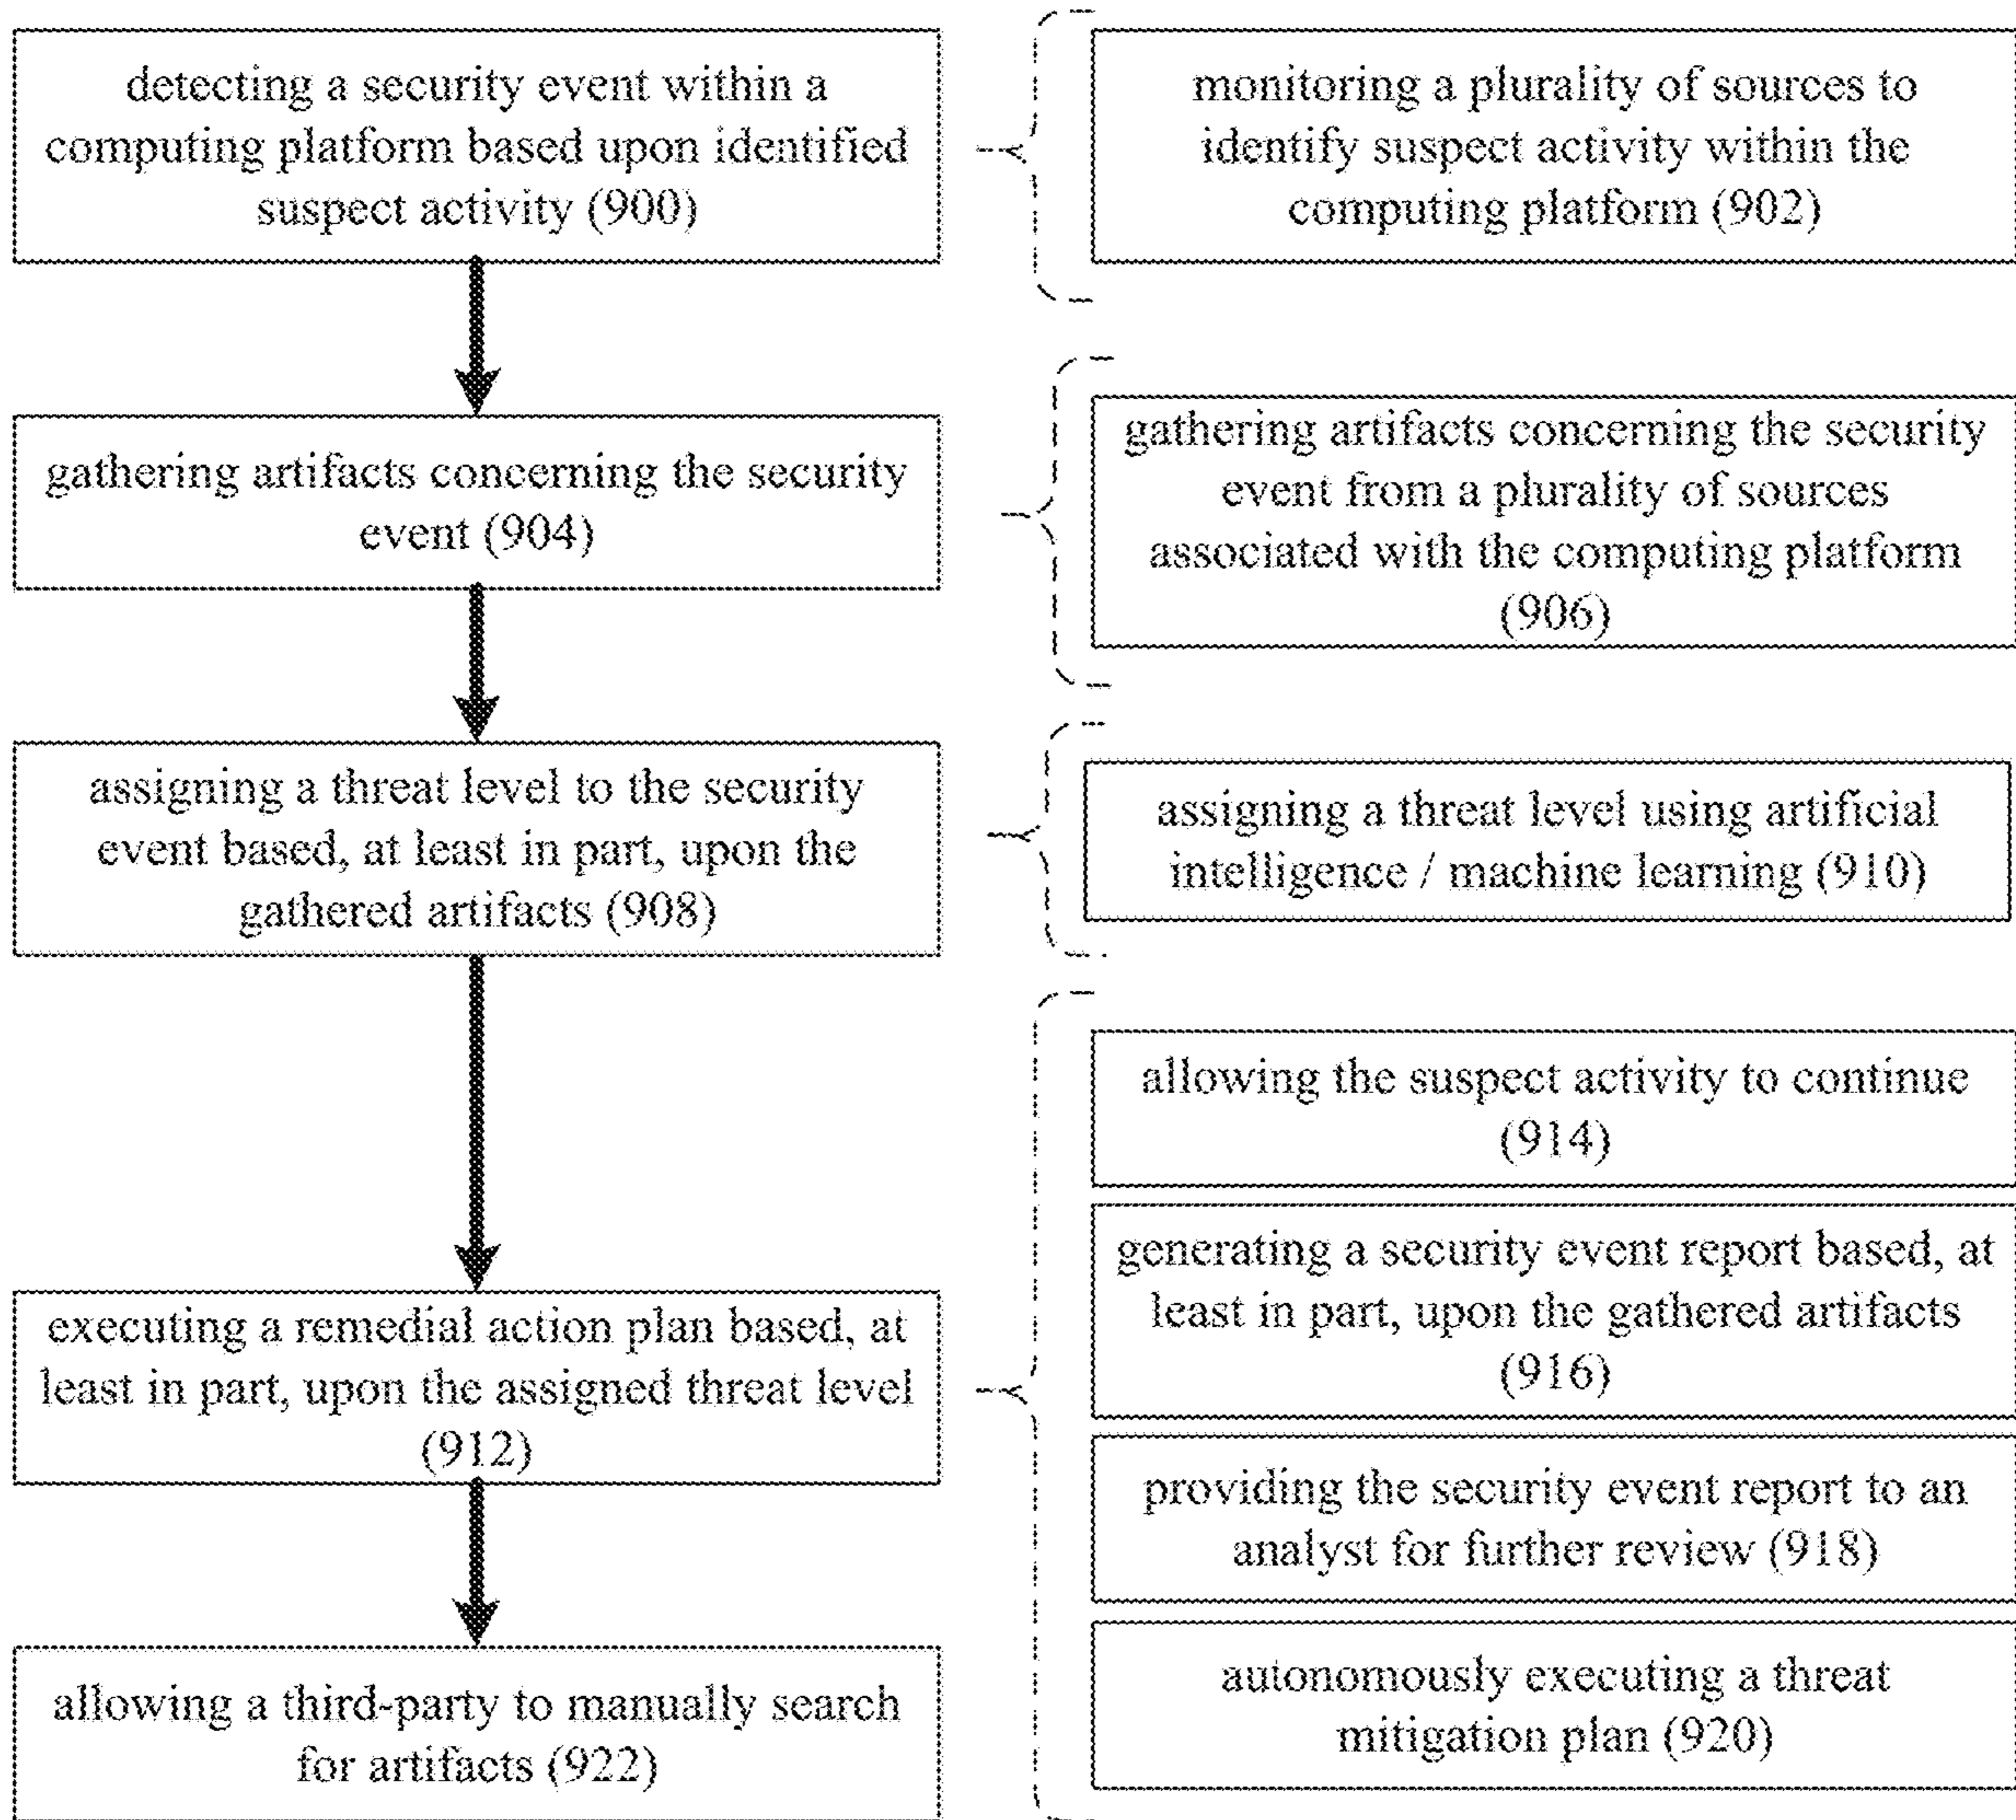 detecting a security event within a
computing platform based upon identified
suspect activity (900)
monitoring a plurality of sources to
identify suspect activity within the
computing platform (902)
gathering artifacts concerning the security
event (904)
gathering artifacts concerning the security
event from a plurality of sources
associated with the computing platform
(906)
assigning a threat level to the security
event based, at least in part, upon the
gathered artifacts (908)
assigning a threat level using artificial
intelligence / machine learning (910)
executing a remedial action plan based, at
least in part, upon the assigned threat level
(912)
allowing the suspect activity to continue
(914)
generating a security event report based, at
least in part, upon the gathered artifacts
(916)
providing the security event report to an
analyst for further review (918)
autonomously executing a threat
mitigation plan (920)
allowing a third-party to manually search
for artifacts (922)